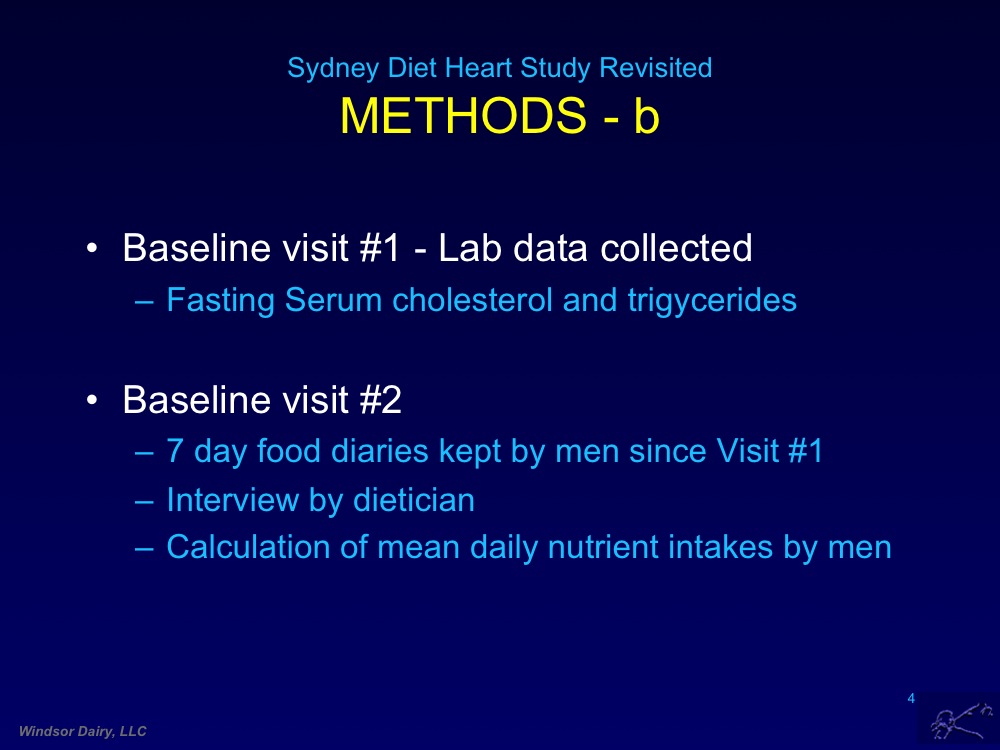 Sydney Diet Heart Study Revisited
METHODS - b
• Baseline visit #1 - Lab data collected
– Fasting Serum cholesterol and trigycerides
• Baseline visit #2
– 7 day food diaries kept by men since Visit #1
– Interview by dietician
– Calculation of mean daily nutrient intakes by men
4
Windsor Dairy, LLC